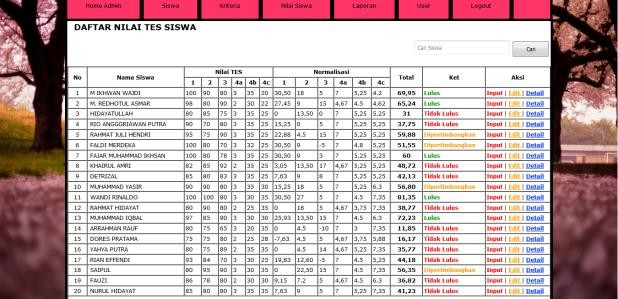 Home Admin Siswa Kriteria Nilai Siswa Laporan User Logout
DAFTAR NILAI TES SISWA
Cari Siswa Cari
No Nama Siswa Nilai TES Normalisasi Total Ket Aksi
1 2 3 4a 4b 4c 1 2 3 4a 4b 4c
1 M IKHWAN WAJDI 100 90 80 3 35 20 30,50 18 5 7 5,25 4.2 69,95 Lulus Input | Edit | Detail
2 M. REDHOTUL ASMAR 98 80 90 2 30 22 27,45 9 15 4,67 4.5 4,62 65,24 Lulus Input | Edit | Detail
3 HIDAYATULLAH 80 85 75 3 35 25 0 13,50 0 7 5,25 5,25 31 Tidak Lulus Input | Edit | Detail
4 RIO ANGGGRIAWAN PUTRA 90 70 80 3 35 25 15,25 0 5 7 5,25 5,25 37,75 Tidak Lulus Input | Edit | Detail
5 RAHMAT JULI HENDRI 95 75 90 3 35 25 22,88 4.5 15 7 5,25 5,25 59,88 Dipertimbangkan Input | Edit | Detail
6 FALDI MERDEKA 100 80 70 3 32 25 30,50 9 -5 7 4.8 5,25 51,55 Dipertimbangkan Input | Edit | Detail
7 FAJAR MUHAMMAD IKHSAN 100 80 78 3 35 25 30,50 9 3 7 5,25 5,25 60 Lulus Input | Edit | Detail
8 KHAIRUL AMRI 82 85 92 2 35 25 3,05 13,50 17 4,67 5,25 5,25 48,72 Tidak Lulus Input | Edit | Detail
9 DETRIZAL 85 80 83 3 35 25 7,63 9 8 7 5,25 5,25 42,13 Tidak Lulus Input | Edit | Detail
10 MUHAMMAD YASIR 90 90 80 3 35 30 15,25 18 5 7 5,25 6.3 56,80 Dipertimbangkan Input | Edit | Detail
11 WANDI RINALDO 100 100 80 3 30 35 30,50 27 5 7 4.5 7,35 81,35 Lulus Input | Edit | Detail
12 RAHMAT HIDAYAT 80 90 80 2 25 35 0 18 5 4,67 3,75 7,35 38,77 Tidak Lulus Input | Edit | Detail
13 MUHAMMAD IQBAL 97 85 90 3 30 30 25,93 13,50 15 7 4.5 6.3 72,23 Lulus Input | Edit | Detail
14 ARRAHMAN RAUF 80 75 65 3 20 35 0 4.5 -10 7 3 7,35 11,85 Tidak Lulus Input | Edit | Detail
15 DORES PRATAMA 75 75 80 2 25 28 -7,63 4.5 5 4,67 3,75 5,88 16,17 Tidak Lulus Input | Edit | Detail
16 YAHYA PUTRA 80 75 89 2 35 35 0 4.5 14 4,67 5,25 7,35 35,77 Tidak Lulus Input | Edit | Detail
17 RIAN EFFENDI 93 84 70 3 30 25 19,83 12,60 -5 7 4.5 5,25 44,18 Tidak Lulus Input | Edit | Detail
18 SAIPUL 80 95 90 3 30 35 0 22,50 15 7 4.5 7,35 56,35 Dipertimbangkan Input | Edit | Detail
19 FAUZI 86 78 80 2 30 30 9,15 7.2 5 4,67 4.5 6.3 36,82 Tidak Lulus Input | Edit | Detail
20 NURUL HIDAYAT 85 80 80 2 35 35 7,63 9 5 7 5,25 7,35 41,23 Tidak Lulus Input | Edit | Detail